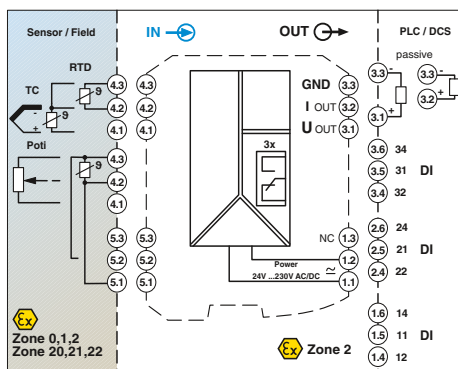 Sensor / Field
IN
OUT
PLC / DCS
passive
RTD
TC
ϑ
ϑ
-
+
4.3
4.2
4.1
4.3
4.2
4.1
GND 3.3
I OUT 3.2
U OUT 3.1
3.3 -
3.1 +
3.3 -
3.2 +
Poti
ϑ
4.3
4.2
4.1
3x
3.6 34
3.5 31 DI
3.4 32
5.3
5.2
5.1
5.3
5.2
5.1
NC 1.3
1.2
1.1
Power
24V ...230V AC/DC
2.6 24
2.5 21 DI
2.4 22
Ex
Zone 0,1,2
Zone 20,21,22
Ex Zone 2
1.6 14
1.5 11 DI
1.4 12